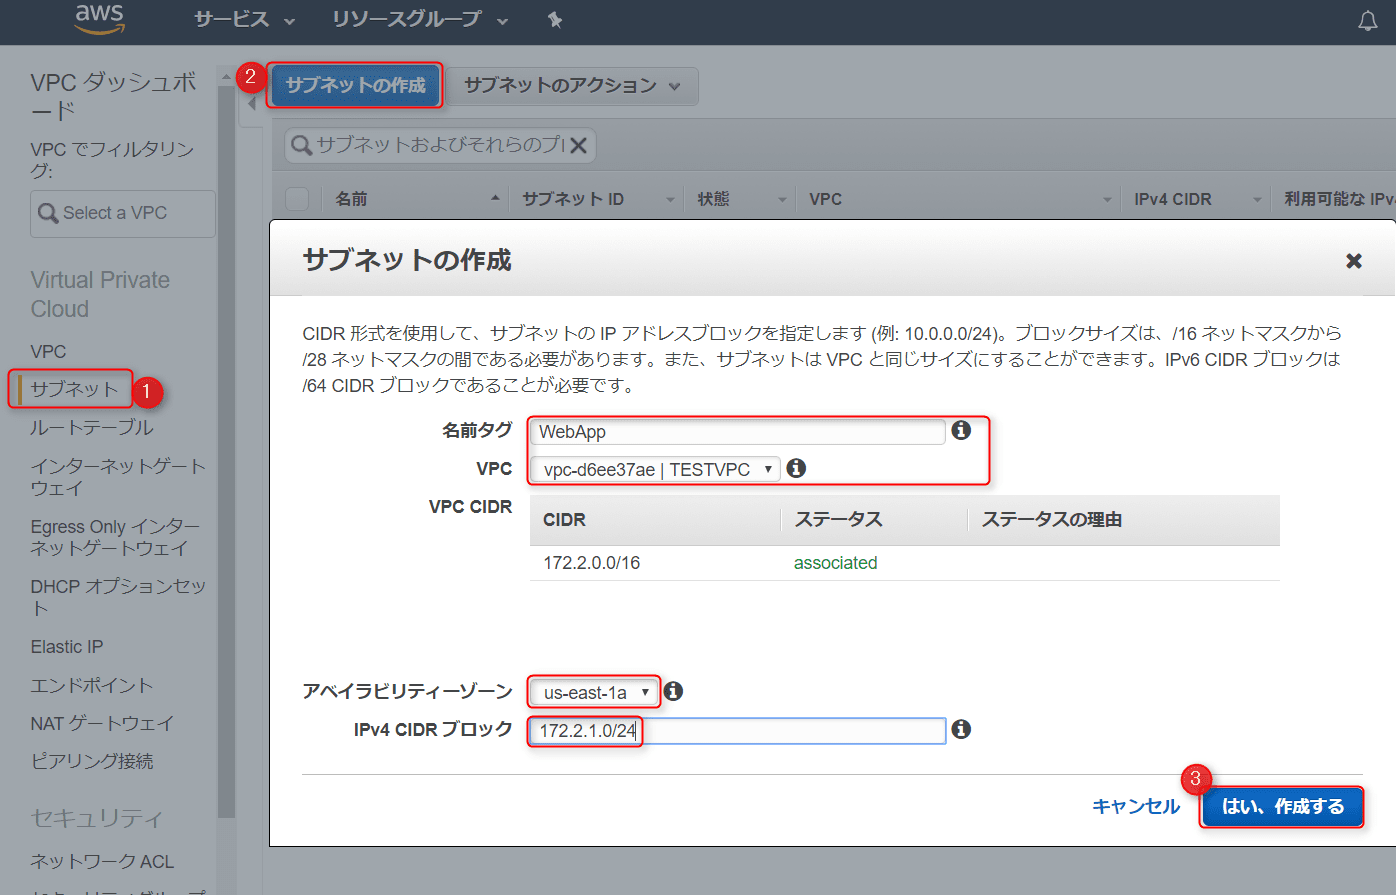 aws
サービス
リソースグループ
VPC ダッシュボ
ード
VPC でフィルタリン
グ:
Select a VPC
Virtual Private
Cloud
VPC
サブネット
1
ルートテーブル
インターネットゲート
ウェイ
Egress Only インター
ネットゲートウェイ
DHCP オプションセッ
ト
Elastic IP
エンドポイント
NAT ゲートウェイ
ピアリング接続
セキュリティ
ネットワーク ACL
2
サブネットの作成
サブネットのアクション
サブネットおよびそれらのプ
名前 サブネット ID 状態 VPC IPv4 CIDR 利用可能な IPv4
サブネットの作成
CIDR 形式を使用して、サブネットの IP アドレスブロックを指定します (例: 10.0.0.0/24)。ブロックサイズは、/16 ネットマスクから
/28 ネットマスクの間である必要があります。また、サブネットは VPC と同じサイズにすることができます。IPv6 CIDR ブロックは
/64 CIDR ブロックであることが必要です。
名前タグ WebApp
VPC vpc-d6ee37ae | TESTVPC
VPC CIDR
CIDR ステータス ステータスの理由
172.2.0.0/16 associated
アベイラビリティーゾーン us-east-1a
IPv4 CIDR ブロック 172.2.1.0/24
3
キャンセル はい、作成する